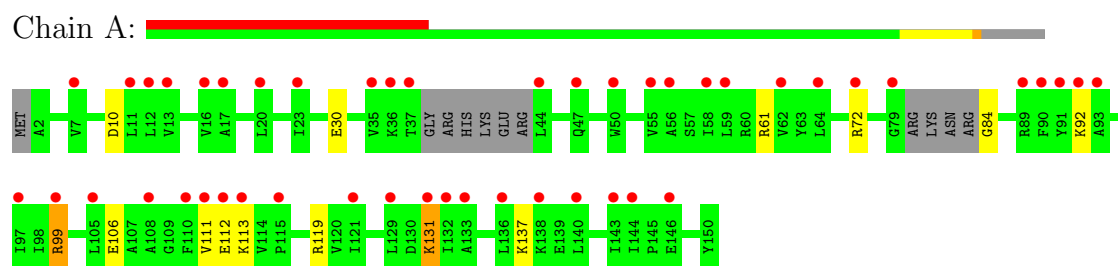 Chain A:
MET A2 V7 D10 L11 L12 V13 V16 A17 L20 I23 E30 V35 K36 T37 GLY ARG HIS LYS GLU ARG L44 Q47 W50 V55 A56 S57 I58 L59 R60 R61 V62 Y63 L64 R72 G79 ARG LYS ASN ARG G84 R89 F90 Y91 K92 A93
I97 I98 R99 L105 E106 A107 A108 G109 F110 V111 E112 K113 V114 P115 R119 V120 I121 L129 D130 K131 I132 A133 L136 K137 K138 E139 L140 I143 I144 P145 E146 Y150